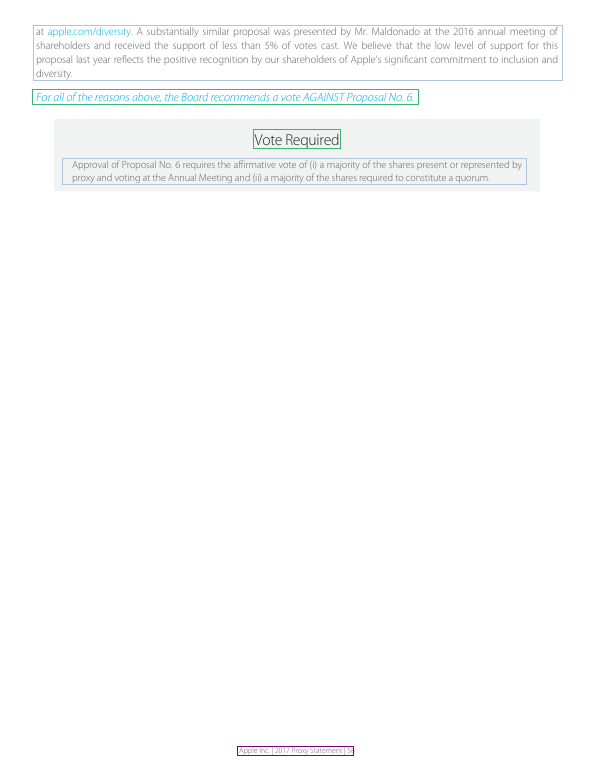 at apple.com/diversity. A substantially similar proposal was presented by Mr. Maldonado at the 2016 annual meeting of
shareholders and received the support of less than 5% of votes cast. We believe that the low level of support for this
proposal last year reflects the positive recognition by our shareholders of Apple's significant commitment to inclusion and
diversity.
For all of the reasons above, the Board recommends a vote AGAINST Proposal No. 6.
Vote Required
Approval of Proposal No. 6 requires the affirmative vote of (i) a majority of the shares present or represented by
proxy and voting at the Annual Meeting and (ii) a majority of the shares required to constitute a quorum.
Apple Inc. | 2017 Proxy Statement |